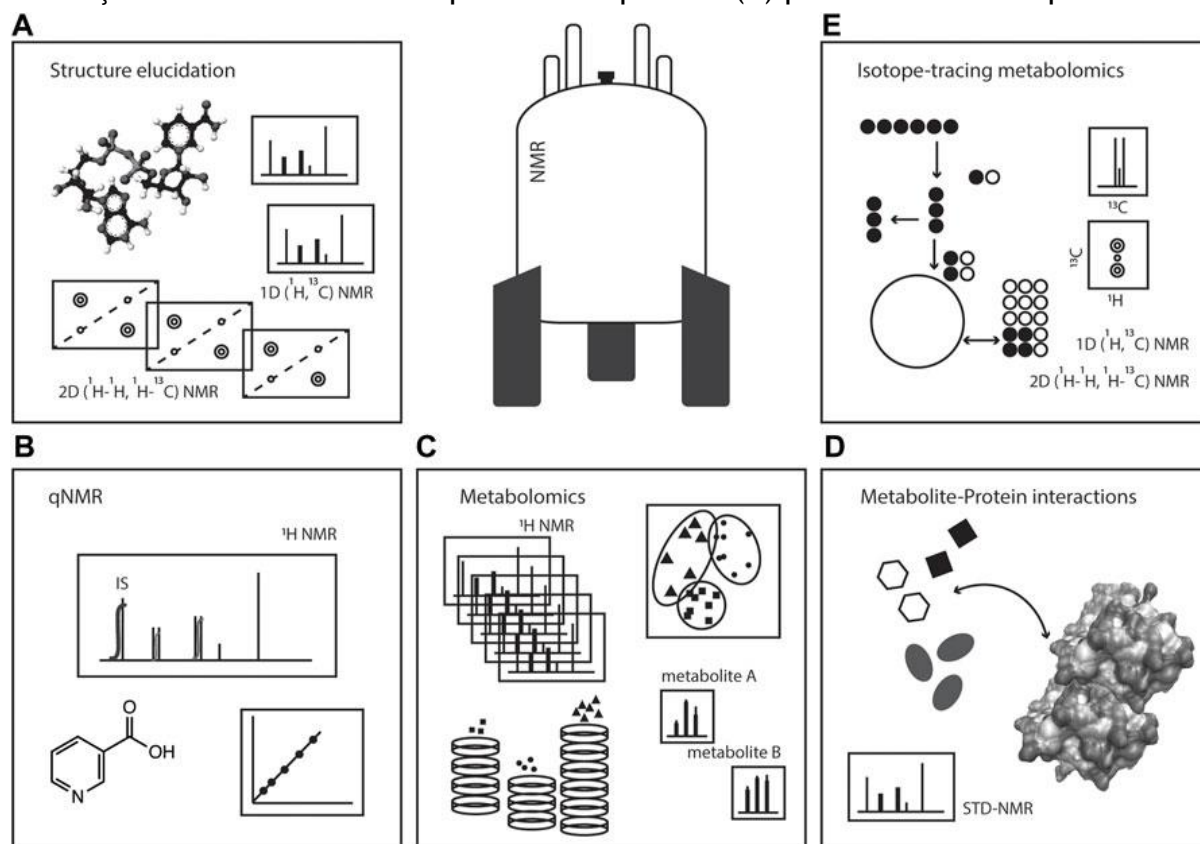 A
Structure elucidation
1D (¹H,¹³C) NMR
2D (¹H-¹H, ¹H-¹³C) NMR
NMR
E
Isotope-tracing metabolomics
¹³C
¹³C
¹H
1D (¹H,¹³C) NMR
2D (¹H-¹H, ¹H-¹³C) NMR
B
qNMR
¹H NMR
IS
O
OH
N
C
Metabolomics
¹H NMR
metabolite A
metabolite B
D
Metabolite-Protein interactions
STD-NMR